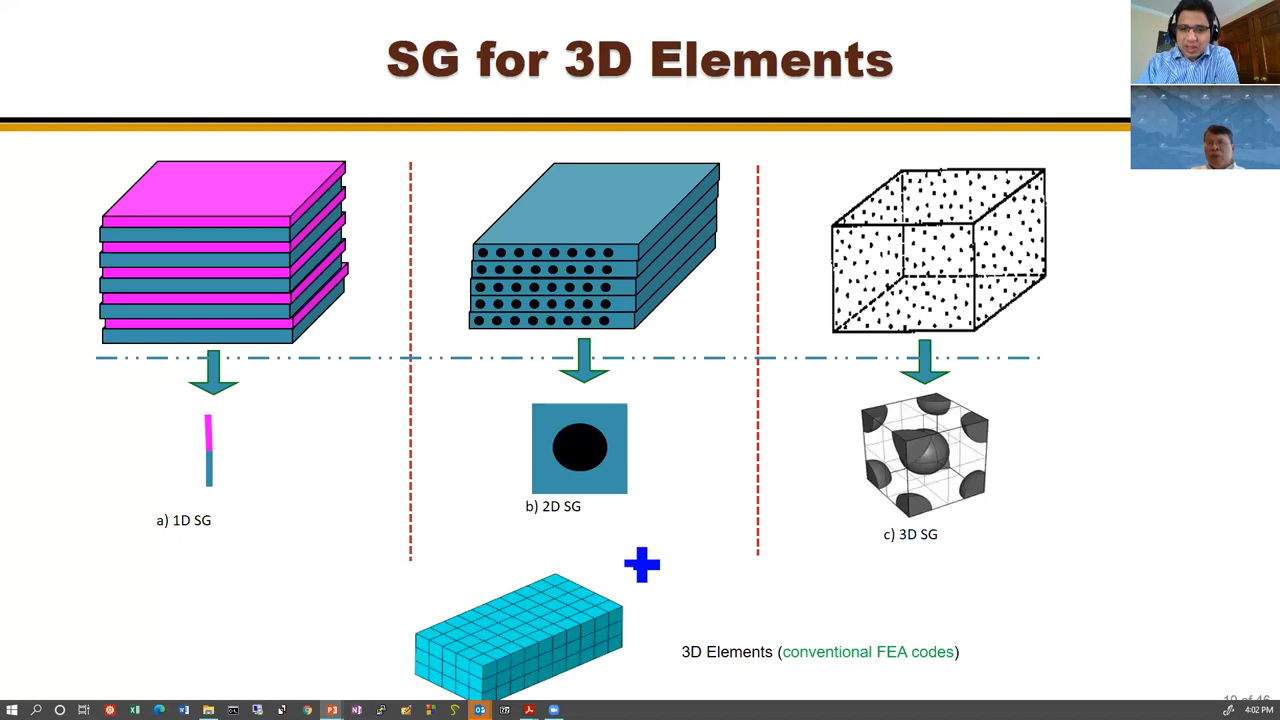 SG for 3D Elements
a) 1D SG
b) 2D SG
c) 3D SG
3D Elements (conventional FEA codes)
4:02 PM